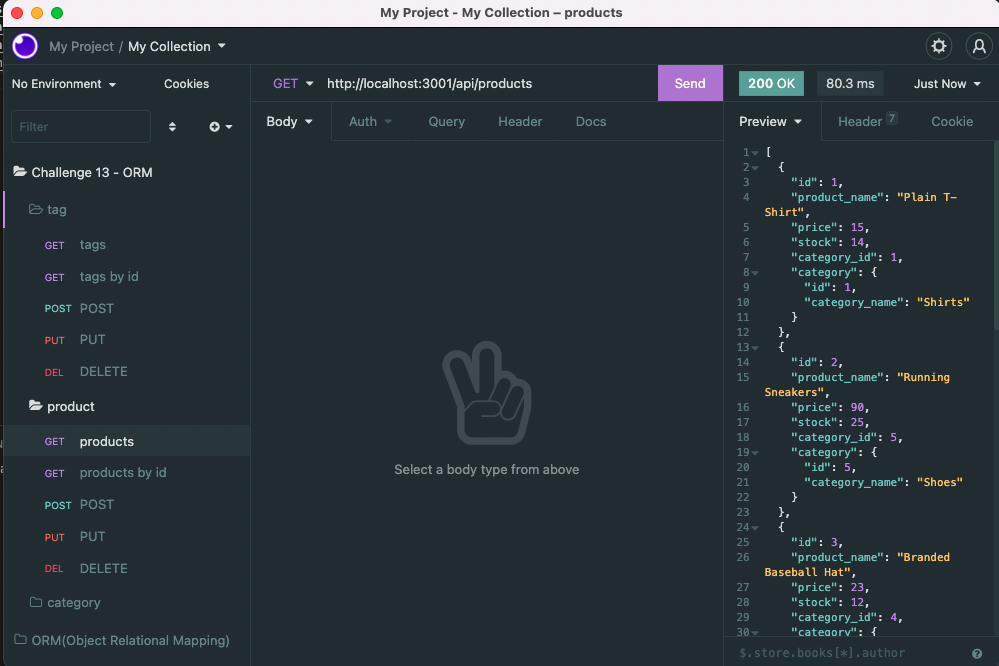 My Project - My Collection – products
My Project / My Collection
No Environment
Cookies
Filter
Challenge 13 - ORM
tag
GET tags
GET tags by id
POST POST
PUT PUT
DEL DELETE
product
GET products
GET products by id
POST POST
PUT PUT
DEL DELETE
category
ORM(Object Relational Mapping)
GET http://localhost:3001/api/products Send
Body Auth Query Header Docs
Select a body type from above
200 OK 80.3 ms Just Now
Preview Header 7 Cookie
1 [
2 {
3 "id": 1,
4 "product_name": "Plain T-
Shirt",
5 "price": 15,
6 "stock": 14,
7 "category_id": 1,
8 "category": {
9 "id": 1,
10 "category_name": "Shirts"
11 }
12 },
13 {
14 "id": 2,
15 "product_name": "Running
Sneakers",
16 "price": 90,
17 "stock": 25,
18 "category_id": 5,
19 "category": {
20 "id": 5,
21 "category_name": "Shoes"
22 }
23 },
24 {
25 "id": 3,
26 "product_name": "Branded
Baseball Hat",
27 "price": 23,
28 "stock": 12,
29 "category_id": 4,
30 "category": {
$.store.books[*].author